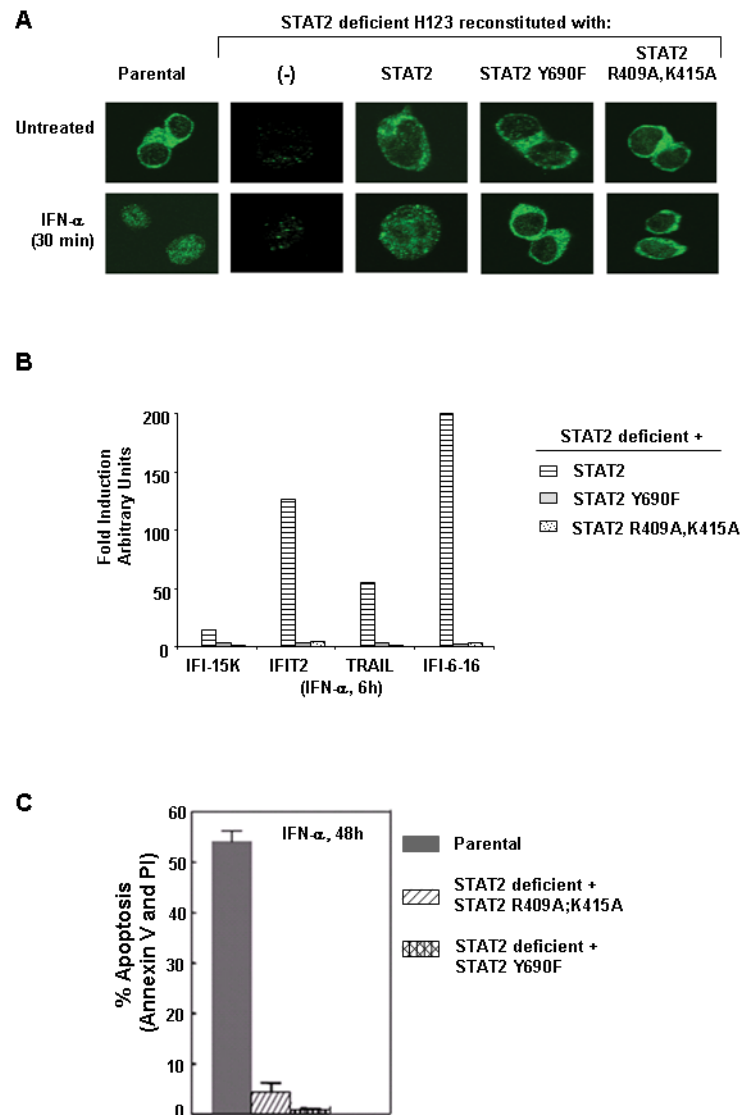 A
STAT2 deficient H123 reconstituted with:
Parental
(-)
STAT2
STAT2 Y690F
STAT2
R409A,K415A
Untreated
IFN-α
(30 min)
B
Fold Induction
Arbitrary Units
200
150
100
50
0
IFI-15K
IFIT2
TRAIL
IFI-6-16
(IFN-α, 6h)
STAT2 deficient +
STAT2
STAT2 Y690F
STAT2 R409A,K415A
C
% Apoptosis
(Annexin V and PI)
60
50
40
30
20
10
0
IFN-α, 48h
Parental
STAT2 deficient +
STAT2 R409A;K415A
STAT2 deficient +
STAT2 Y690F